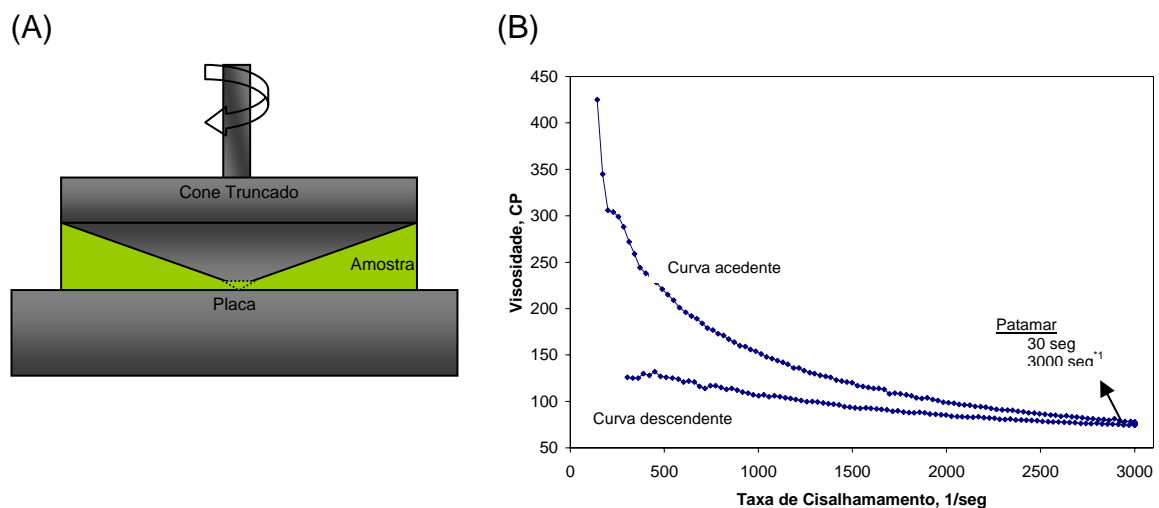 (A)
Cone Truncado
Amostra
Placa
(B)
Visosidade, CP
450
400
350
300
250
200
150
100
50
Curva acedente
Patamar
30 seg
3000 seg*1
Curva descendente
0
500
1000
1500
2000
2500
3000
Taxa de Cisalhamamento, 1/seg